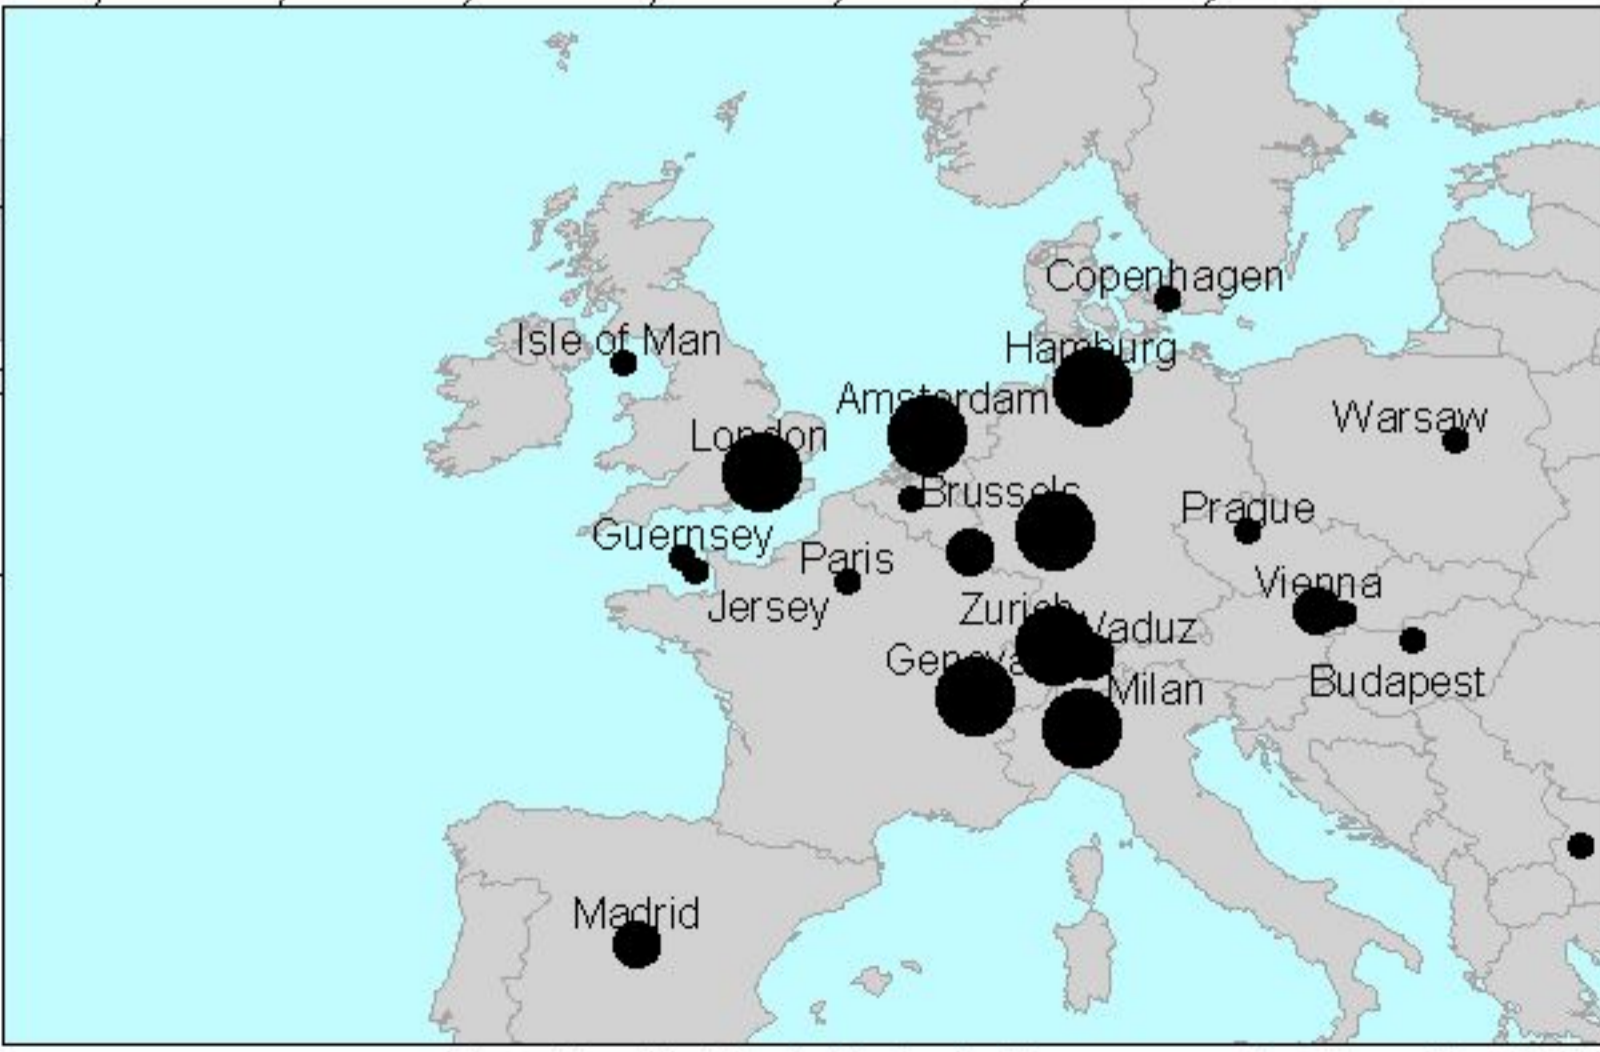 Copenhagen
Isle of Man
Hamburg
Amsterdam
Warsaw
London
Brussels
Prague
Guernsey
Paris
Vienna
Jersey
Zurich
Vaduz
Geneva
Budapest
Milan
Madrid